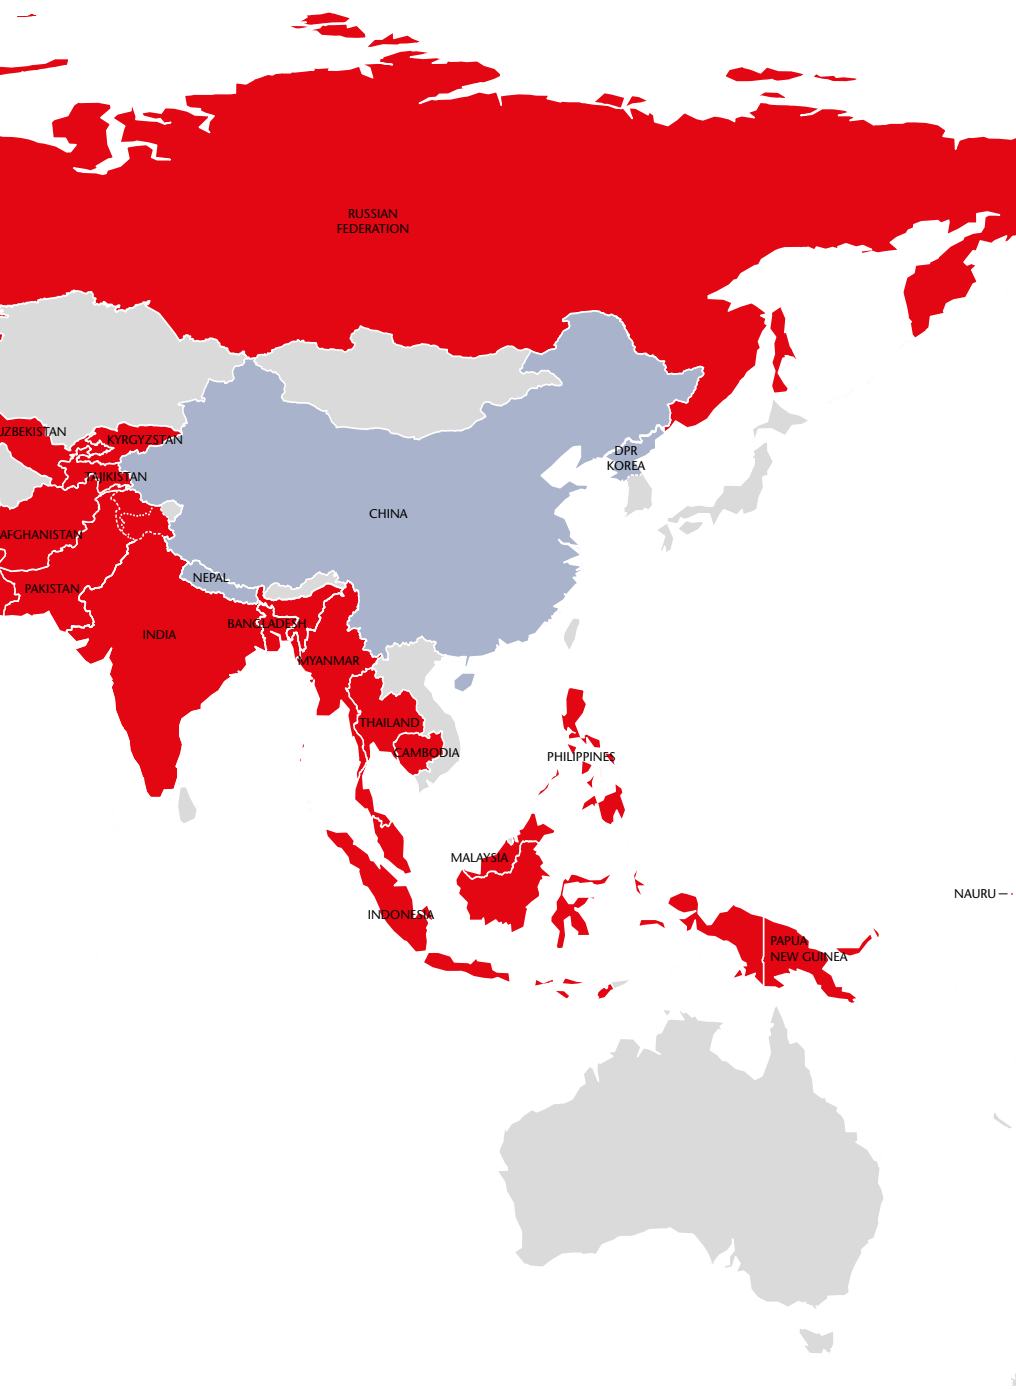 RUSSIAN
FEDERATION
UZBEKISTAN
KYRGYZSTAN
TAJIKISTAN
DPR
KOREA
CHINA
AFGHANISTAN
NEPAL
PAKISTAN
BANGLADESH
INDIA
MYANMAR
THAILAND
CAMBODIA
PHILIPPINES
MALAYSIA
NAURU
INDONESIA
PAPUA
NEW GUINEA